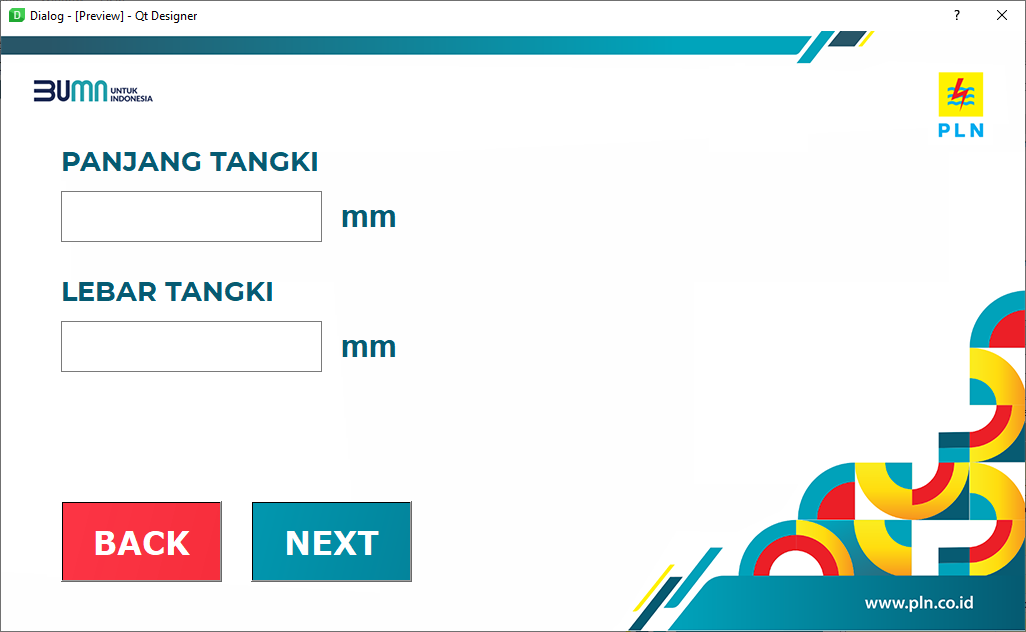 Dialog - [Preview] - Qt Designer
?
BUMN UNTUK
INDONESIA
PLN
PANJANG TANGKI
mm
LEBAR TANGKI
mm
BACK
NEXT
www.pln.co.id